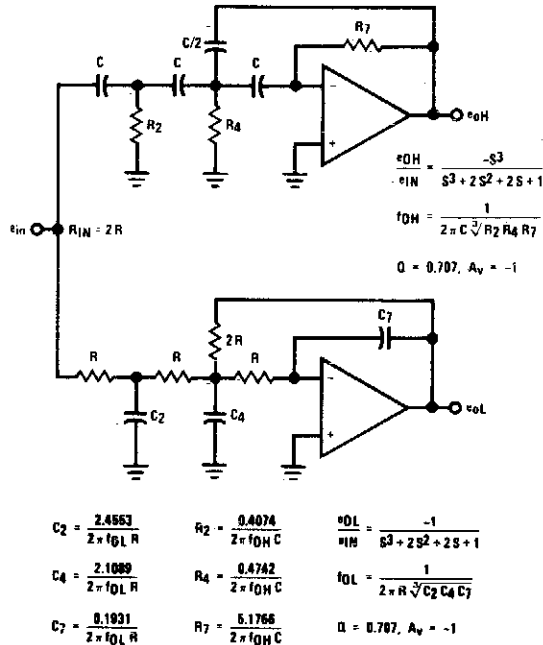 C/2
R7
C
C
C
R2
R4
−
+
eoH
eOH/eIN = −S³/(S³ + 2S² + 2S + 1)
fOH = 1/(2π C ∛(R2 R4 R7))
Q = 0.707, Av = −1
ein
RIN = 2R
C7
2R
R
R
R
C2
C4
−
+
eoL
C2 = 2.4553/(2π fOL R)
R2 = 0.4074/(2π fOH C)
eOL/eIN = −1/(S³ + 2S² + 2S + 1)
C4 = 2.1089/(2π fOL R)
R4 = 0.4742/(2π fOH C)
fOL = 1/(2π R ∛(C2 C4 C7))
C7 = 0.1931/(2π fOL R)
R7 = 5.1766/(2π fOH C)
Q = 0.707, Av = −1